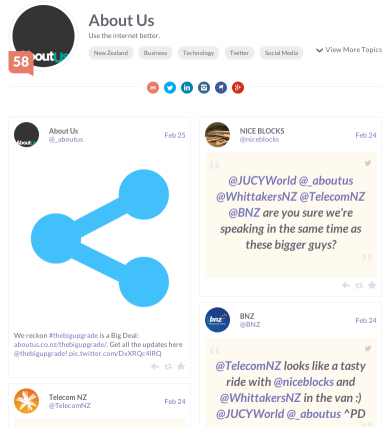 About Us
Use the internet better.
58
outUs
New Zealand
Business
Technology
Twitter
Social Media
View More Topics
About Us
@_aboutus
Feb 25
We reckon #thebigupgrade is a Big Deal:
aboutus.co.nz/thebigupgrade/. Get all the updates here
@thebigupgrade! pic.twitter.com/DxXRQc4IRQ
Telecom NZ
@TelecomNZ
Feb 24
NICE BLOCKS
@niceblocks
Feb 24
@JUCYWorld @_aboutus
@WhittakersNZ @TelecomNZ
@BNZ are you sure we're
speaking in the same time as
these bigger guys?
bnz
BNZ
@BNZ
Feb 24
@TelecomNZ looks like a tasty
ride with @niceblocks and
@WhittakersNZ in the van :)
@JUCYWorld @_aboutus ^PD